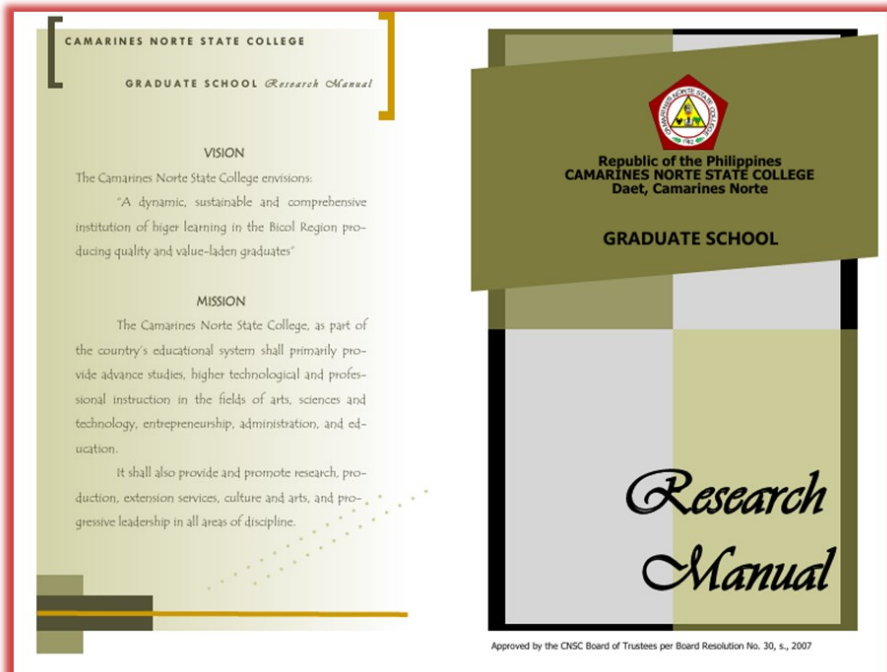 CAMARINES NORTE STATE COLLEGE
GRADUATE SCHOOL Research Manual
VISION
The Camarines Norte State College envisions:
"A dynamic, sustainable and comprehensive
institution of higer learning in the Bicol Region pro-
ducing quality and value-laden graduates"
MISSION
The Camarines Norte State College, as part of
the country's educational system shall primarily pro-
vide advance studies, higher technological and profes-
sional instruction in the fields of arts, sciences and
technology, entrepreneurship, administration, and ed-
ucation.
It shall also provide and promote research, pro-
duction, extension services, culture and arts, and pro-
gressive leadership in all areas of discipline.
CAMARINES NORTE STATE COLLEGE
Republic of the Philippines
CAMARINES NORTE STATE COLLEGE
Daet, Camarines Norte
GRADUATE SCHOOL
Research
Manual
Approved by the CNSC Board of Trustees per Board Resolution No. 30, s., 2007